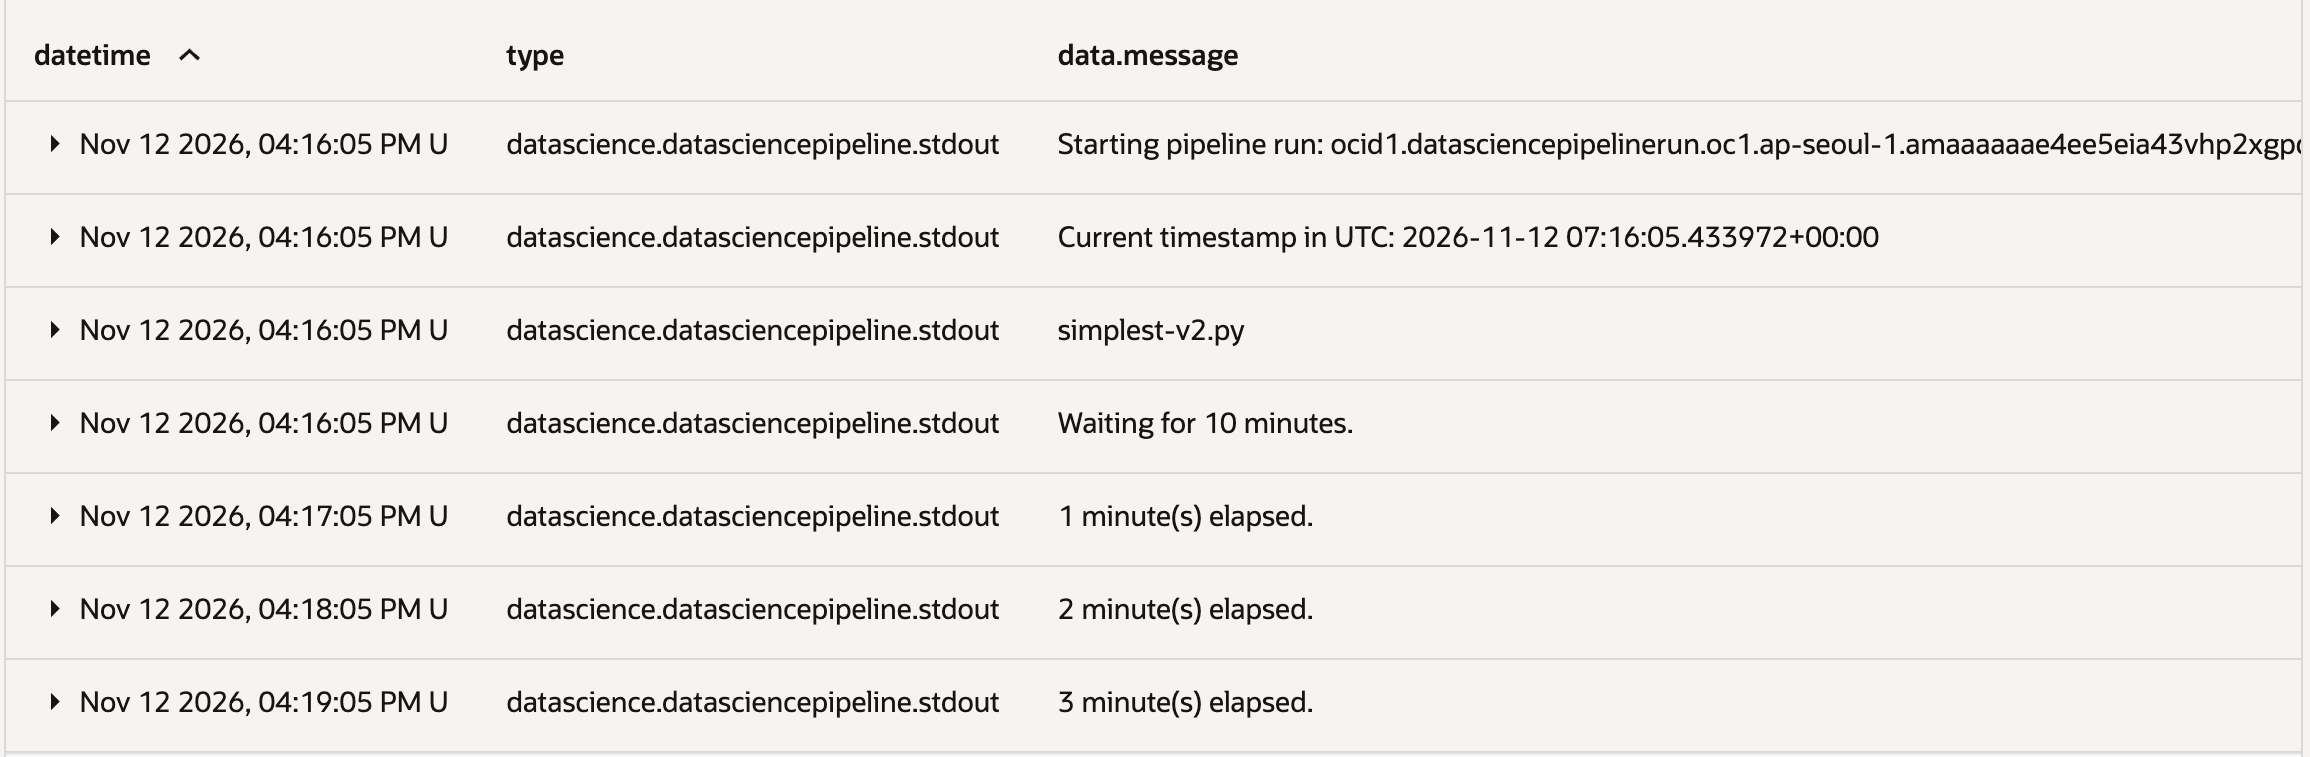 datetime type data.message
Nov 12 2026, 04:16:05 PM U datascience.datasciencepipeline.stdout Starting pipeline run: ocid1.datasciencepipelinerun.oc1.ap-seoul-1.amaaaaaae4ee5eia43vhp2xgp
Nov 12 2026, 04:16:05 PM U datascience.datasciencepipeline.stdout Current timestamp in UTC: 2026-11-12 07:16:05.433972+00:00
Nov 12 2026, 04:16:05 PM U datascience.datasciencepipeline.stdout simplest-v2.py
Nov 12 2026, 04:16:05 PM U datascience.datasciencepipeline.stdout Waiting for 10 minutes.
Nov 12 2026, 04:17:05 PM U datascience.datasciencepipeline.stdout 1 minute(s) elapsed.
Nov 12 2026, 04:18:05 PM U datascience.datasciencepipeline.stdout 2 minute(s) elapsed.
Nov 12 2026, 04:19:05 PM U datascience.datasciencepipeline.stdout 3 minute(s) elapsed.